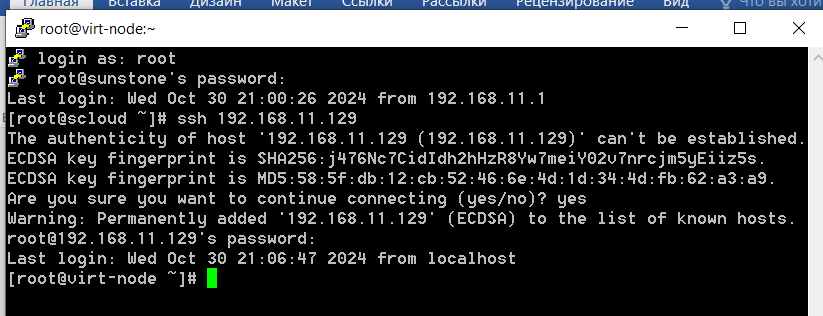 Главная Вставка Дизайн Макет Ссылки Рассылки Рецензирование Вид Что вы хоти
root@virt-node:~
login as: root
root@sunstone's password:
Last login: Wed Oct 30 21:00:26 2024 from 192.168.11.1
[root@scloud ~]# ssh 192.168.11.129
The authenticity of host '192.168.11.129 (192.168.11.129)' can't be established.
ECDSA key fingerprint is SHA256:j476Nc7CidIdh2hHzR8Yw7meiY02v7nrcjm5yEiiz5s.
ECDSA key fingerprint is MD5:58:5f:db:12:cb:52:46:6e:4d:1d:34:4d:fb:62:a3:a9.
Are you sure you want to continue connecting (yes/no)? yes
Warning: Permanently added '192.168.11.129' (ECDSA) to the list of known hosts.
root@192.168.11.129's password:
Last login: Wed Oct 30 21:06:47 2024 from localhost
[root@virt-node ~]#